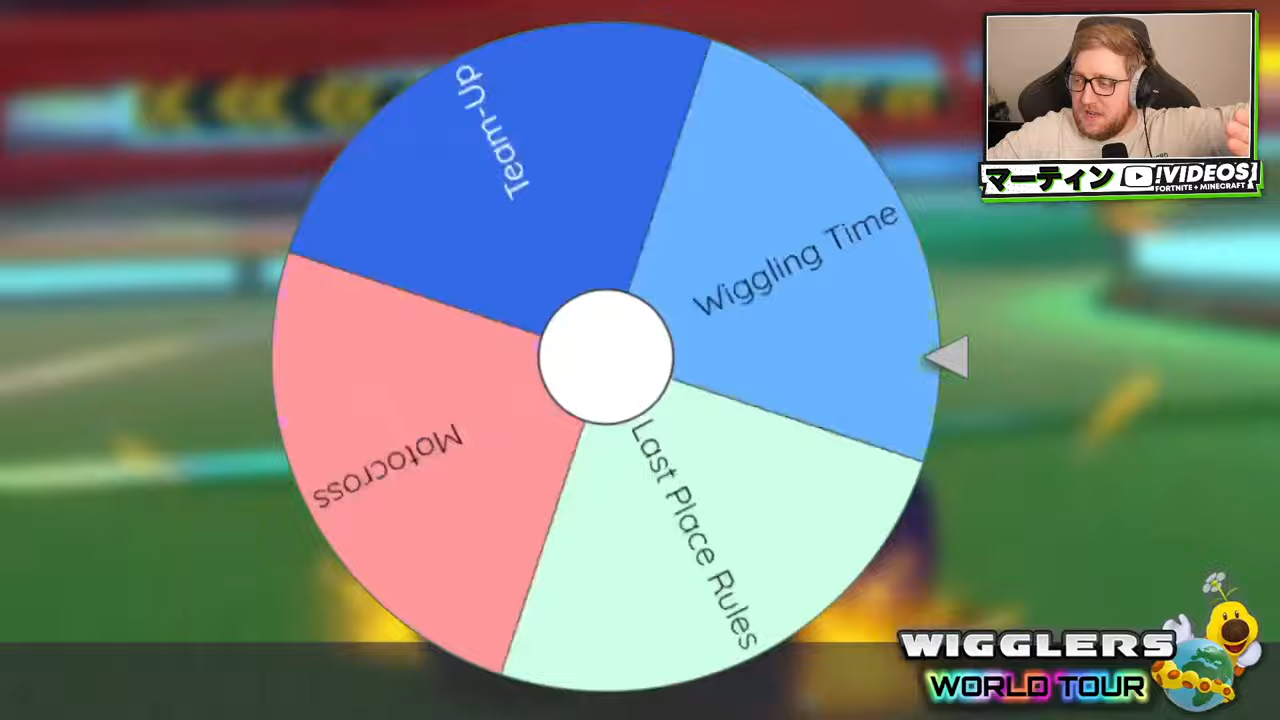 Team-Up
Wiggling Time
Motocross
Last Place Rules
マーティン
!VIDEOS
FORTNITE + MINECRAFT
WIGGLERS
WORLD TOUR